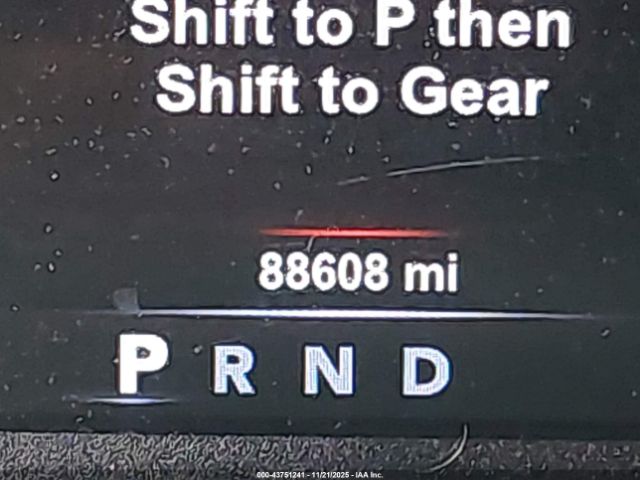 Shift to P then
Shift to Gear
88608 mi
P R N D
000-43751241 - 11/21/2025 - IAA Inc.